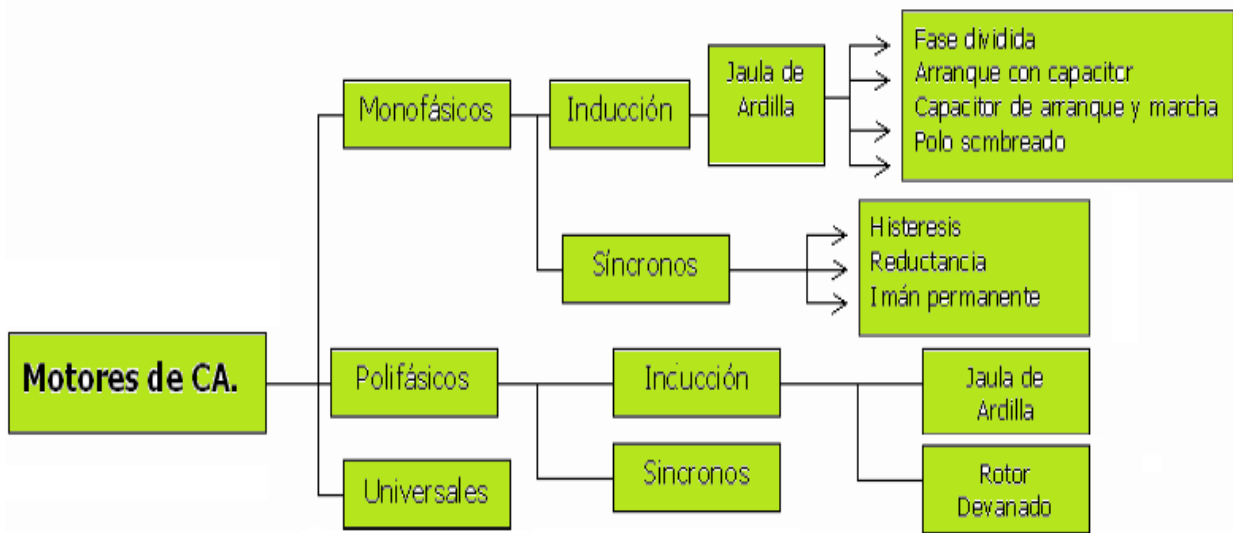 Motores de CA.
Monofásicos
Inducción
Jaula de
Ardilla
Fase dividida
Arranque con capacitor
Capacitor de arranque y marcha
Polo scmbreado
Síncronos
Histeresis
Reductancia
Imán permanente
Polifásicos
Incucción
Jaula de
Ardilla
Rotor
Devanado
Sincronos
Universales